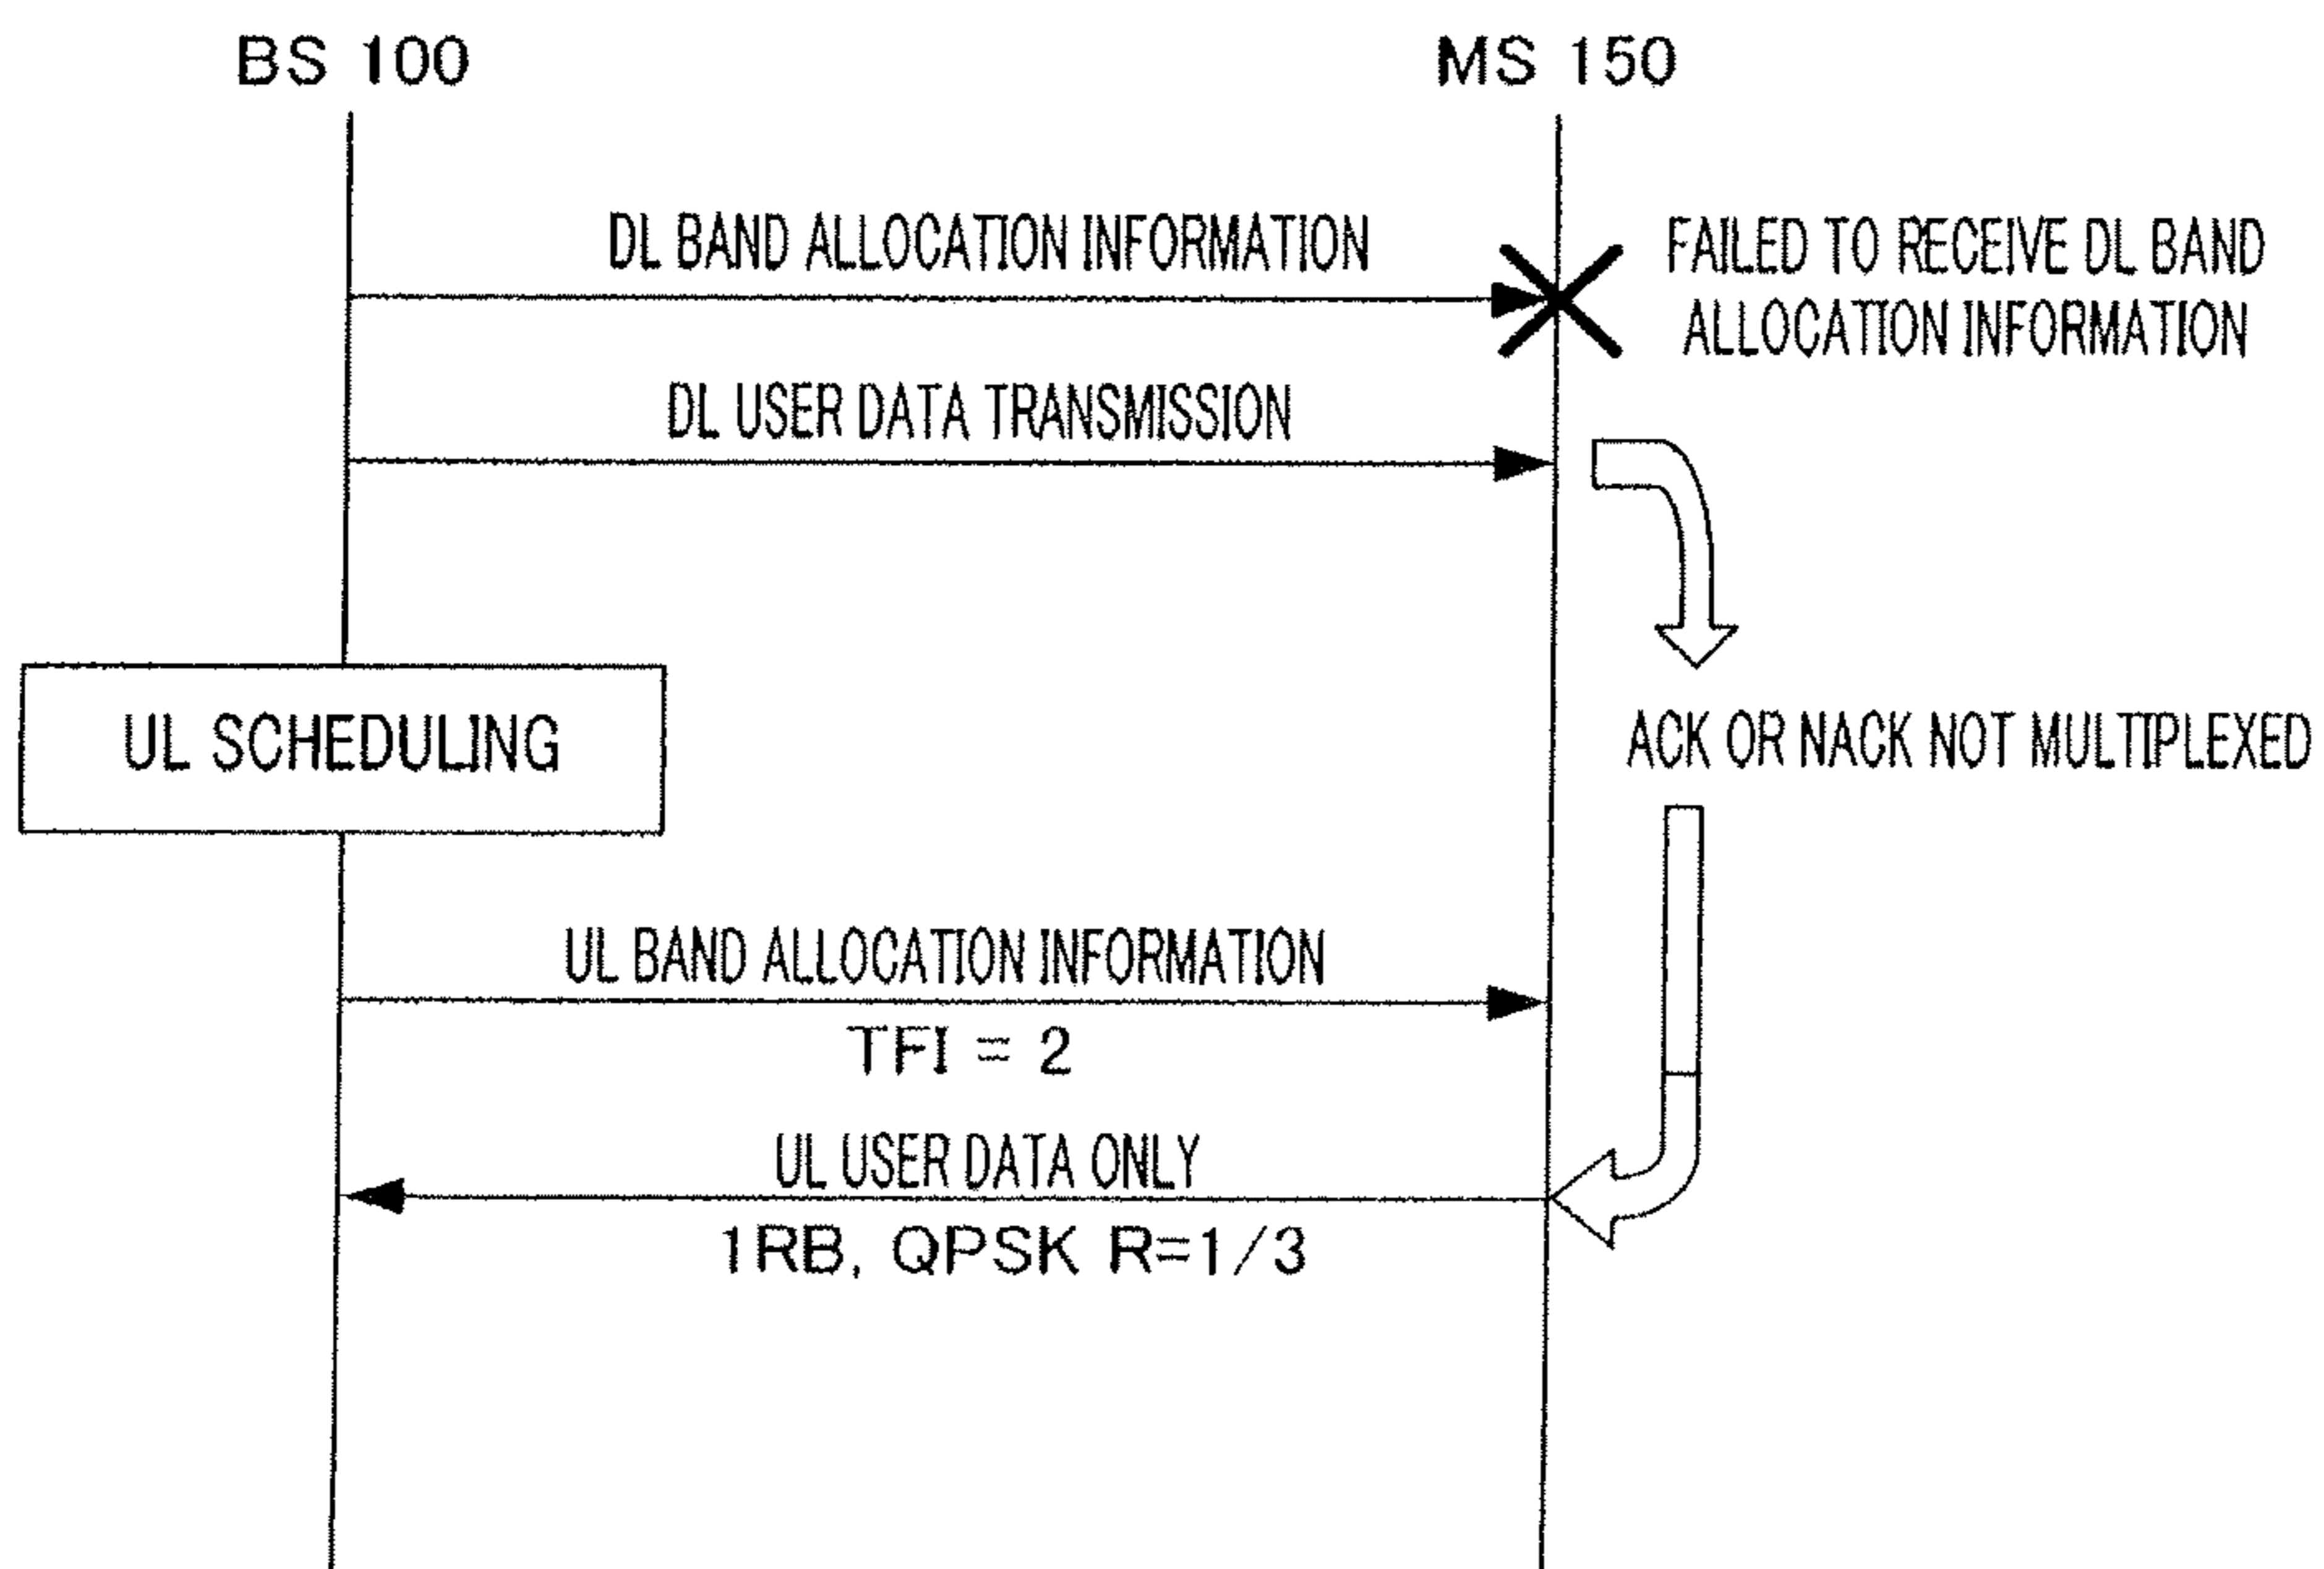 BS 100
MS 150
DL BAND ALLOCATION INFORMATION
FAILED TO RECEIVE DL BAND
ALLOCATION INFORMATION
DL USER DATA TRANSMISSION
UL SCHEDULING
ACK OR NACK NOT MULTIPLEXED
UL BAND ALLOCATION INFORMATION
TFI = 2
UL USER DATA ONLY
1RB, QPSK R=1/3